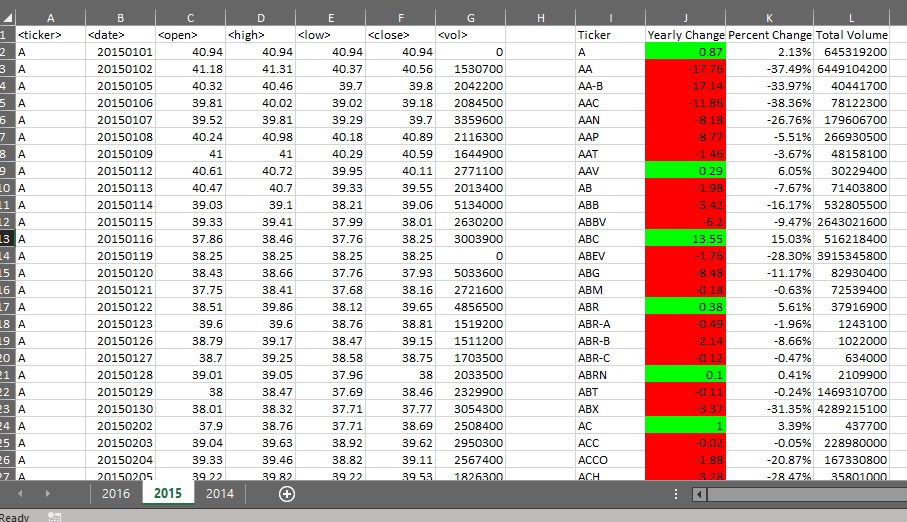 A B C D E F G H I J K L
1 <ticker> <date> <open> <high> <low> <close> <vol> Ticker Yearly Change Percent Change Total Volume
2 A 20150101 40.94 40.94 40.94 40.94 0 A 0.87 2.13% 645319200
3 A 20150102 41.18 41.31 40.37 40.56 1530700 AA -17.76 -37.49% 6449104200
4 A 20150105 40.32 40.46 39.7 39.8 2042200 AA-B -17.14 -33.97% 40441700
5 A 20150106 39.81 40.02 39.02 39.18 2084500 AAC -11.86 -38.36% 78122300
6 A 20150107 39.52 39.81 39.29 39.7 3359600 AAN -8.18 -26.76% 179606700
7 A 20150108 40.24 40.98 40.18 40.89 2116300 AAP -8.77 -5.51% 266930500
8 A 20150109 41 41 40.29 40.59 1644900 AAT -1.46 -3.67% 48158100
9 A 20150112 40.61 40.72 39.95 40.11 2771100 AAV 0.29 6.05% 30229400
10 A 20150113 40.47 40.7 39.33 39.55 2013400 AB -1.98 -7.67% 71403800
11 A 20150114 39.03 39.1 38.21 39.06 5134000 ABB -3.42 -16.17% 532805500
12 A 20150115 39.33 39.41 37.99 38.01 2630200 ABBV -6.2 -9.47% 2643021600
13 A 20150116 37.86 38.46 37.76 38.25 3003900 ABC 13.55 15.03% 516218400
14 A 20150119 38.25 38.25 38.25 38.25 0 ABEV -1.76 -28.30% 3915345800
15 A 20150120 38.43 38.66 37.76 37.93 5033600 ABG -8.48 -11.17% 82930400
16 A 20150121 37.75 38.41 37.68 38.16 2721600 ABM -0.18 -0.63% 72539400
17 A 20150122 38.51 39.86 38.12 39.65 4856500 ABR 0.38 5.61% 37916900
18 A 20150123 39.6 39.6 38.76 38.81 1519200 ABR-A -0.49 -1.96% 1243100
19 A 20150126 38.79 39.17 38.47 39.15 1511200 ABR-B -2.14 -8.66% 1022000
20 A 20150127 38.7 39.25 38.58 38.75 1703500 ABR-C -0.12 -0.47% 634000
21 A 20150128 39.01 39.05 37.96 38 2033500 ABRN 0.1 0.41% 2109900
22 A 20150129 38 38.47 37.69 38.46 2329900 ABT -0.11 -0.24% 1469310700
23 A 20150130 38.01 38.32 37.71 37.77 3054300 ABX -3.37 -31.35% 4289215100
24 A 20150202 37.9 38.76 37.71 38.69 2508400 AC 1 3.39% 437700
25 A 20150203 39.04 39.63 38.92 39.62 2950300 ACC -0.02 -0.05% 228980000
26 A 20150204 39.33 39.46 38.82 39.11 2567400 ACCO -1.88 -20.87% 167330800
27 A 20150205 39.22 39.82 39.22 39.53 1826300 ACH -3.28 -28.47% 35801000
2016 2015 2014
Ready